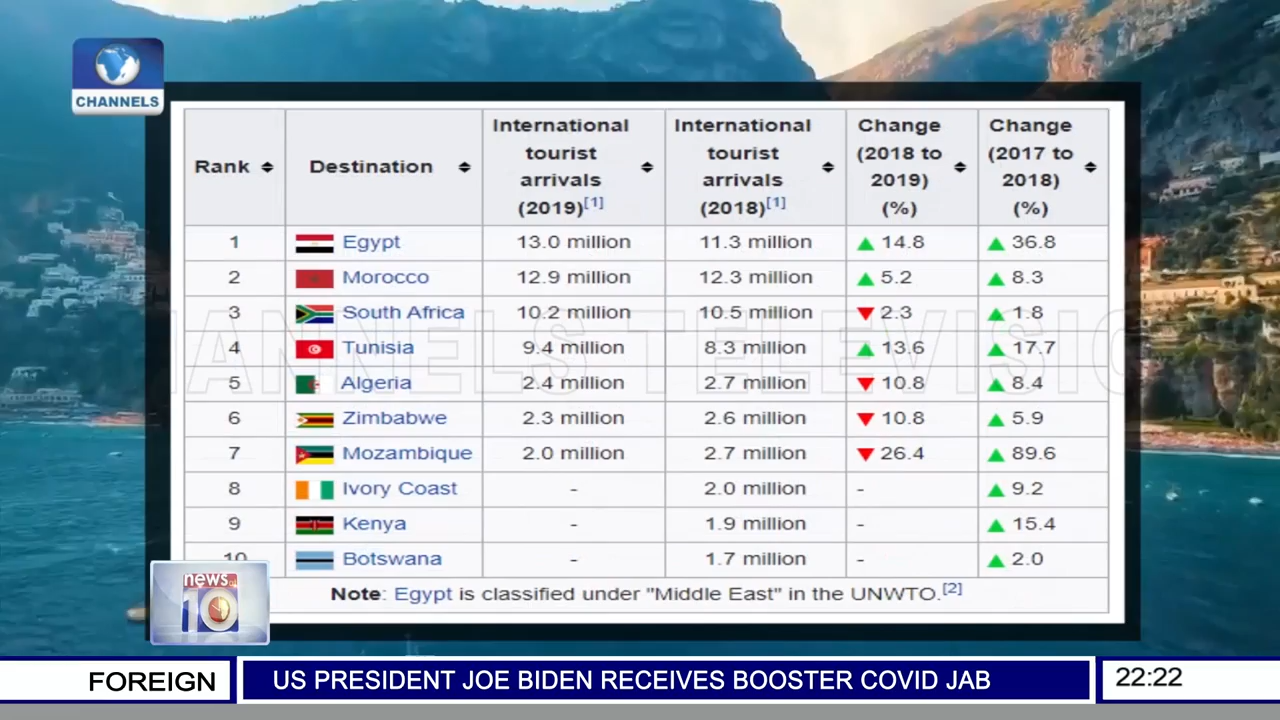 CHANNELS
Rank
Destination
International tourist arrivals (2019)[1]
International tourist arrivals (2018)[1]
Change (2018 to 2019) (%)
Change (2017 to 2018) (%)
1 Egypt 13.0 million 11.3 million ▲ 14.8 ▲ 36.8
2 Morocco 12.9 million 12.3 million ▲ 5.2 ▲ 8.3
3 South Africa 10.2 million 10.5 million ▼ 2.3 ▲ 1.8
4 Tunisia 9.4 million 8.3 million ▲ 13.6 ▲ 17.7
5 Algeria 2.4 million 2.7 million ▼ 10.8 ▲ 8.4
6 Zimbabwe 2.3 million 2.6 million ▼ 10.8 ▲ 5.9
7 Mozambique 2.0 million 2.7 million ▼ 26.4 ▲ 89.6
8 Ivory Coast - 2.0 million - ▲ 9.2
9 Kenya - 1.9 million - ▲ 15.4
10 Botswana - 1.7 million - ▲ 2.0
Note: Egypt is classified under "Middle East" in the UNWTO.[2]
HANNELS TELEVISIO
news at
10
FOREIGN
US PRESIDENT JOE BIDEN RECEIVES BOOSTER COVID JAB
22:22